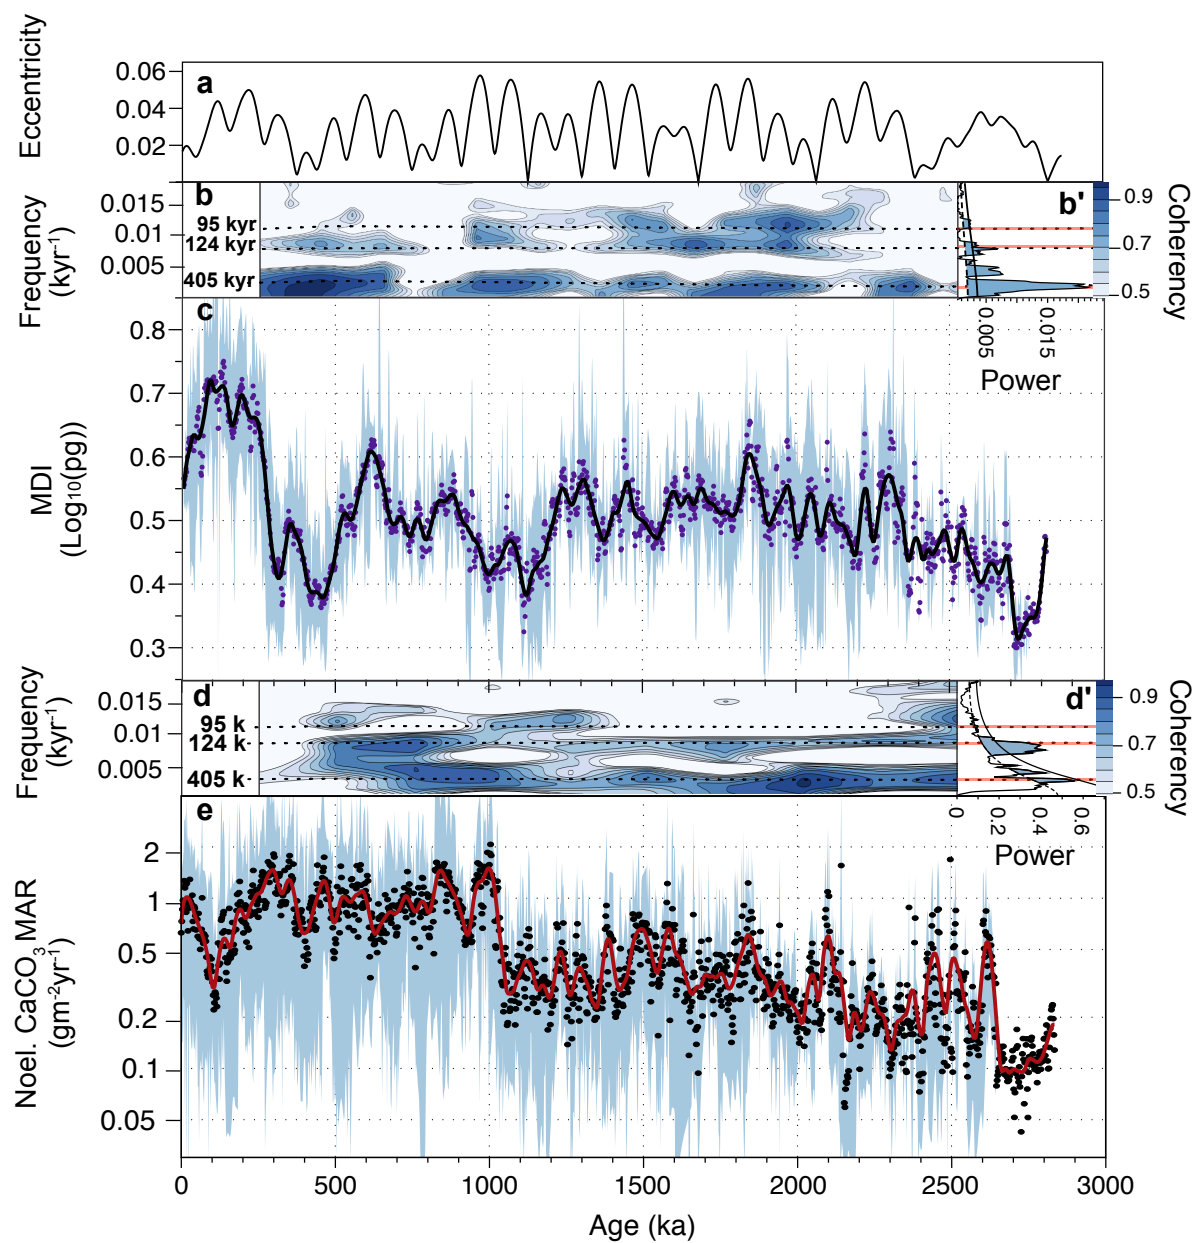 Eccentricity
0.06
0.04
0.02
a
Frequency
(kyr⁻¹)
0.015
0.010
0.005
b
95 kyr
124 kyr
405 kyr
b'
0.9
0.7
0.5
Coherency
0.005
0.015
Power
MDI
(Log₁₀(pg))
0.8
0.7
0.6
0.5
0.4
0.3
c
Frequency
(kyr⁻¹)
0.015
0.010
0.005
d
95 k
124 k
405 k
d'
0.9
0.7
0.5
Coherency
0
0.2
0.4
0.6
Power
Noel. CaCO₃ MAR
(gm⁻²yr⁻¹)
2
1
0.5
0.2
0.1
0.05
e
0
500
1000
1500
2000
2500
3000
Age (ka)